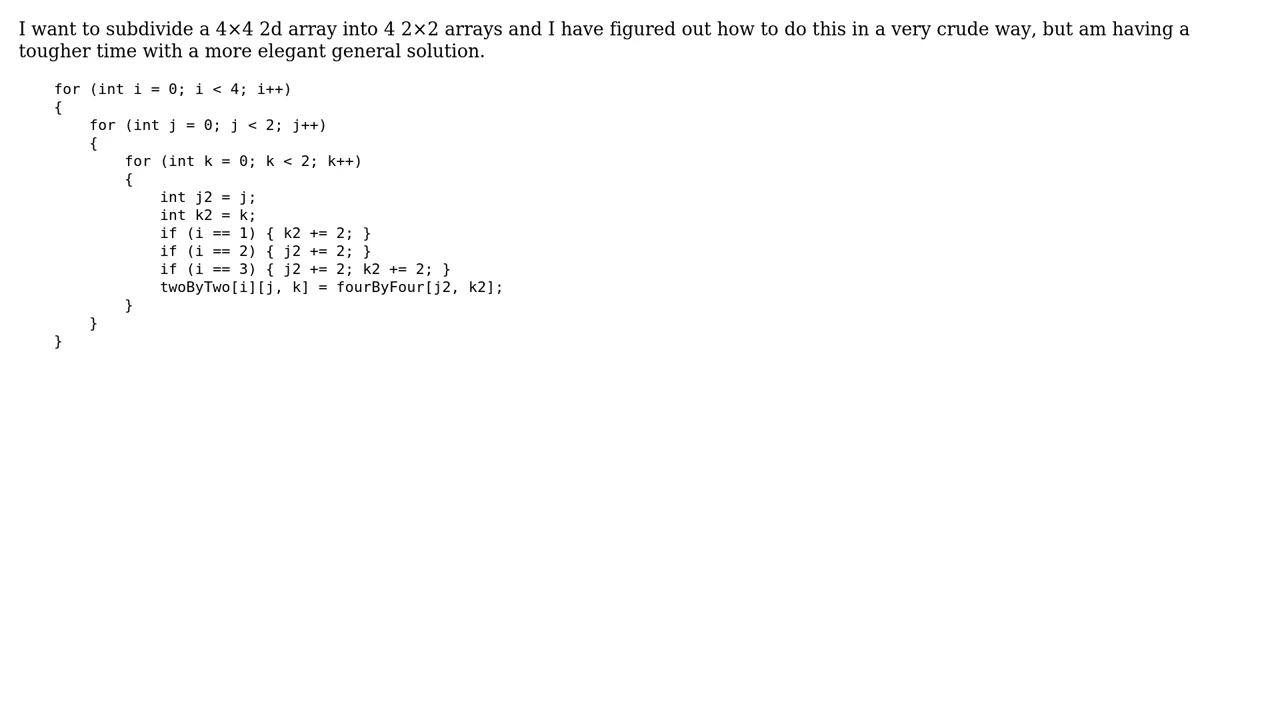 I want to subdivide a 4×4 2d array into 4 2×2 arrays and I have figured out how to do this in a very crude way, but am having a
tougher time with a more elegant general solution.
for (int i = 0; i < 4; i++)
{
    for (int j = 0; j < 2; j++)
    {
        for (int k = 0; k < 2; k++)
        {
            int j2 = j;
            int k2 = k;
            if (i == 1) { k2 += 2; }
            if (i == 2) { j2 += 2; }
            if (i == 3) { j2 += 2; k2 += 2; }
            twoByTwo[i][j, k] = fourByFour[j2, k2];
        }
    }
}